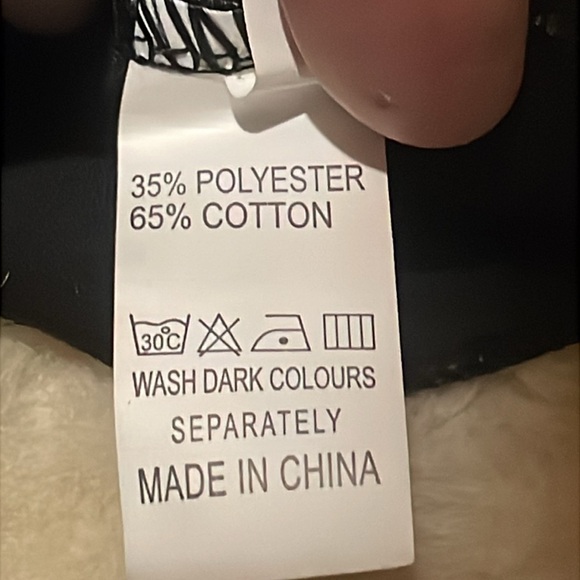 35% POLYESTER
65% COTTON
30°C
WASH DARK COLOURS
SEPARATELY
MADE IN CHINA